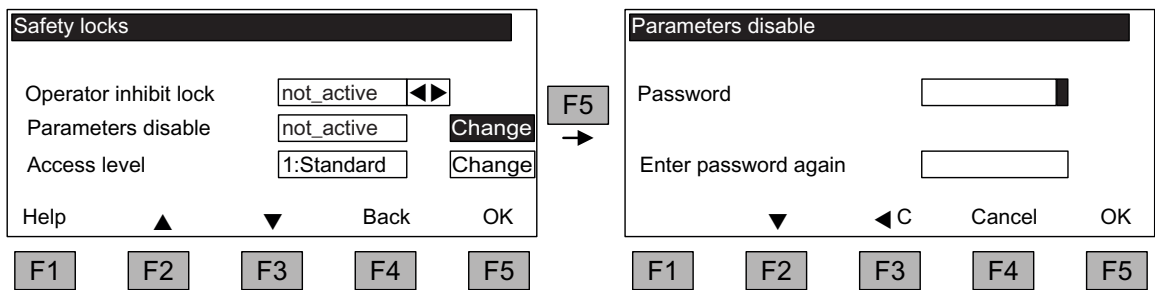 Safety locks
Operator inhibit lock not_active ◀▶
Parameters disable not_active Change
Access level 1:Standard Change
Help ▲ ▼ Back OK
F1 F2 F3 F4 F5
F5
→
Parameters disable
Password
Enter password again
▼ ◀ C Cancel OK
F1 F2 F3 F4 F5